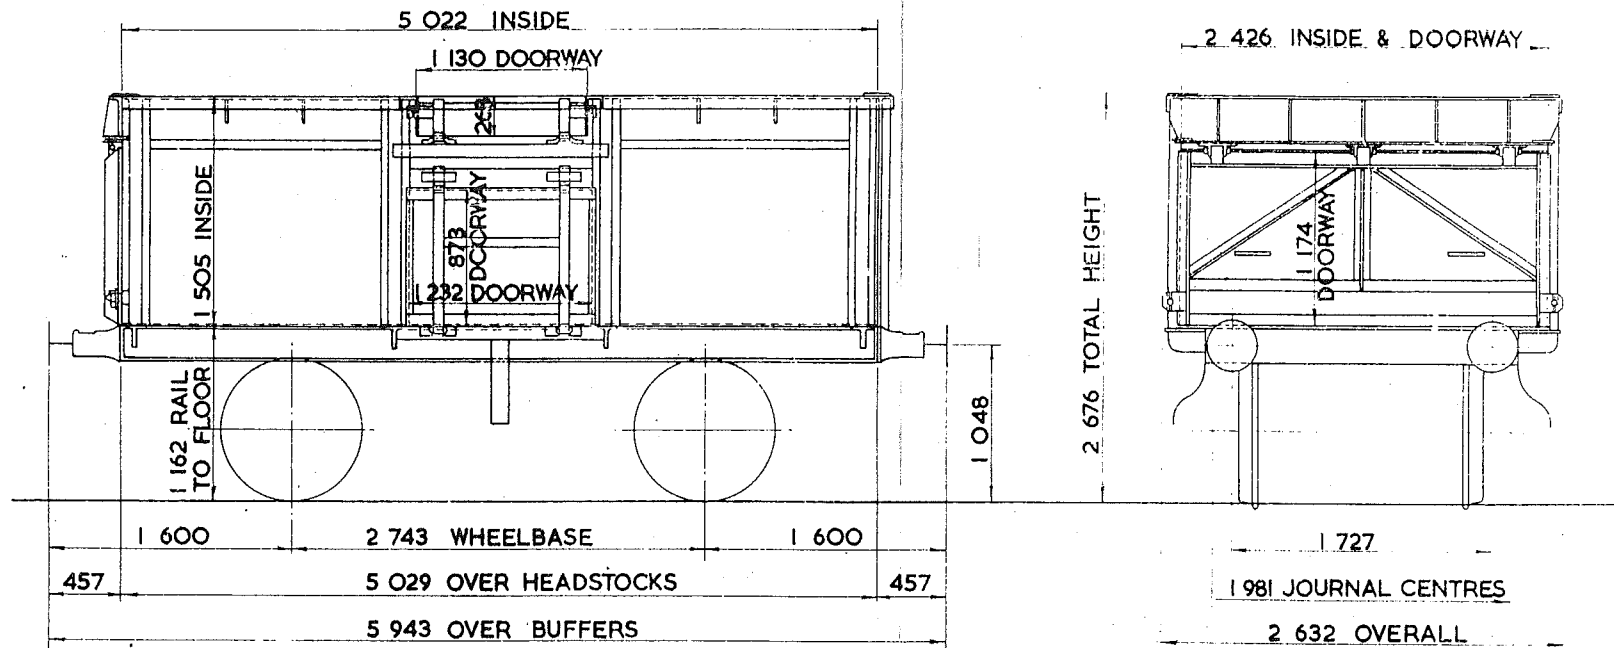 5 022 INSIDE
1 130 DOORWAY
2 426 INSIDE & DOORWAY
1 505 INSIDE
873
DOORWAY
1 232 DOORWAY
1 174
DOORWAY
2 676 TOTAL HEIGHT
1 162 RAIL
TO FLOOR
1 048
1 600
2 743 WHEELBASE
1 600
1 727
457
5 029 OVER HEADSTOCKS
457
1 981 JOURNAL CENTRES
5 943 OVER BUFFERS
2 632 OVERALL